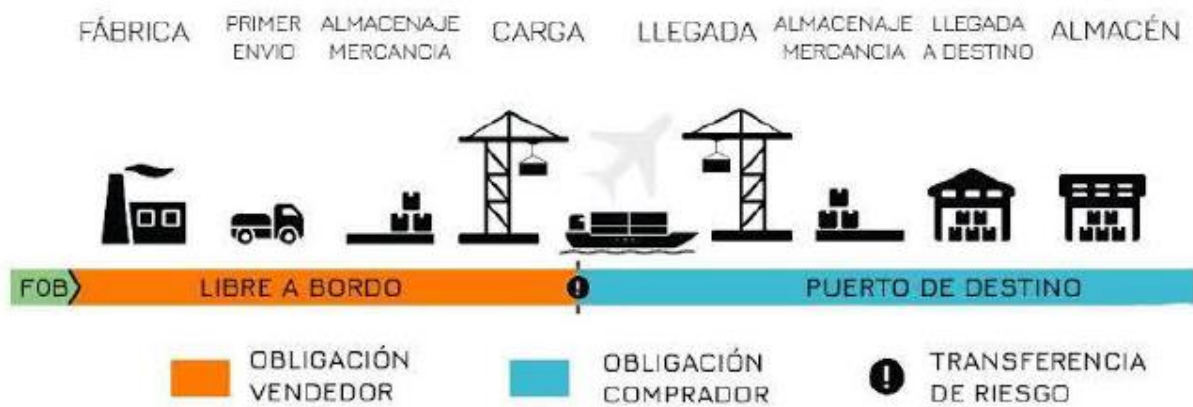 FÁBRICA
PRIMER
ENVIO
ALMACENAJE
MERCANCIA
CARGA
LLEGADA
ALMACENAJE
MERCANCIA
LLEGADA
A DESTINO
ALMACÉN
FOB
LIBRE A BORDO
PUERTO DE DESTINO
OBLIGACIÓN
VENDEDOR
OBLIGACIÓN
COMPRADOR
TRANSFERENCIA
DE RIESGO